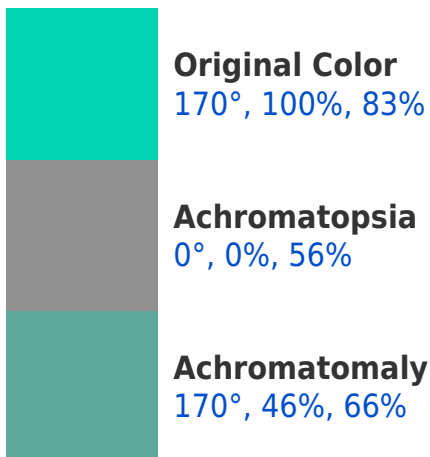 Original Color
170°, 100%, 83%
Achromatopsia
0°, 0%, 56%
Achromatomaly
170°, 46%, 66%